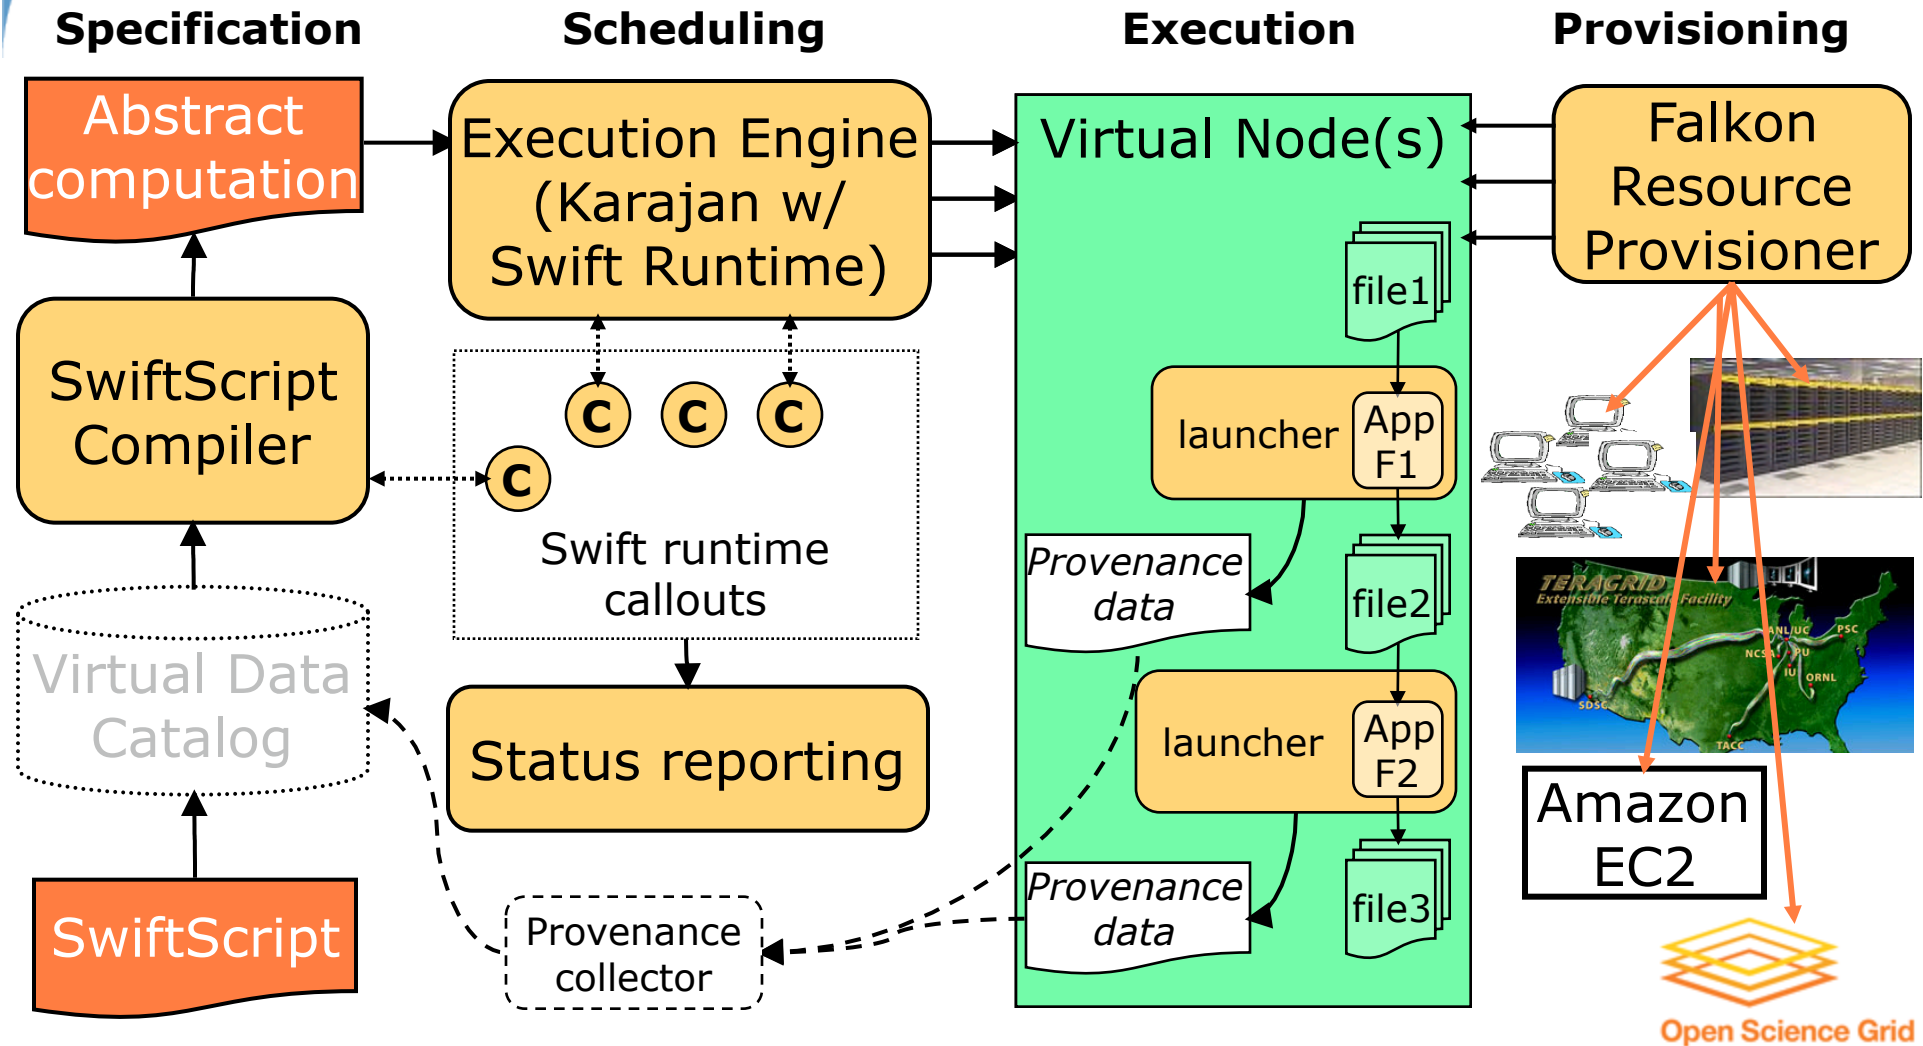 Specification
Scheduling
Execution
Provisioning
Abstract
computation
Execution Engine
(Karajan w/
Swift Runtime)
Virtual Node(s)
Falkon
Resource
Provisioner
file1
SwiftScript
Compiler
C
C
C
C
Swift runtime
callouts
launcher
App
F1
Provenance
data
file2
TERAGRID
Extensible Terascale Facility
ANL/UC
PSC
NCSA
PU
IU
ORNL
SDSC
TACC
Virtual Data
Catalog
Status reporting
launcher
App
F2
Amazon
EC2
SwiftScript
Provenance
collector
Provenance
data
file3
Open Science Grid